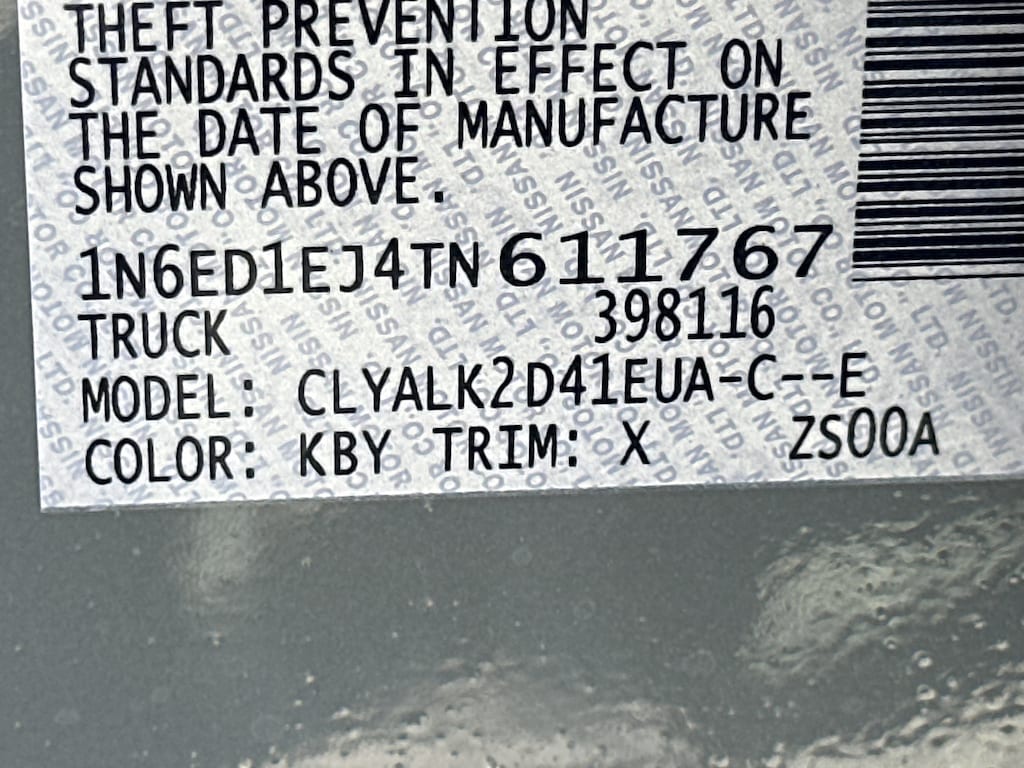 THEFT PREVENTION
STANDARDS IN EFFECT ON
THE DATE OF MANUFACTURE
SHOWN ABOVE.
1N6ED1EJ4TN611767
TRUCK 398116
MODEL: CLYALK2D41EUA-C--E
COLOR: KBY TRIM: X ZS00A